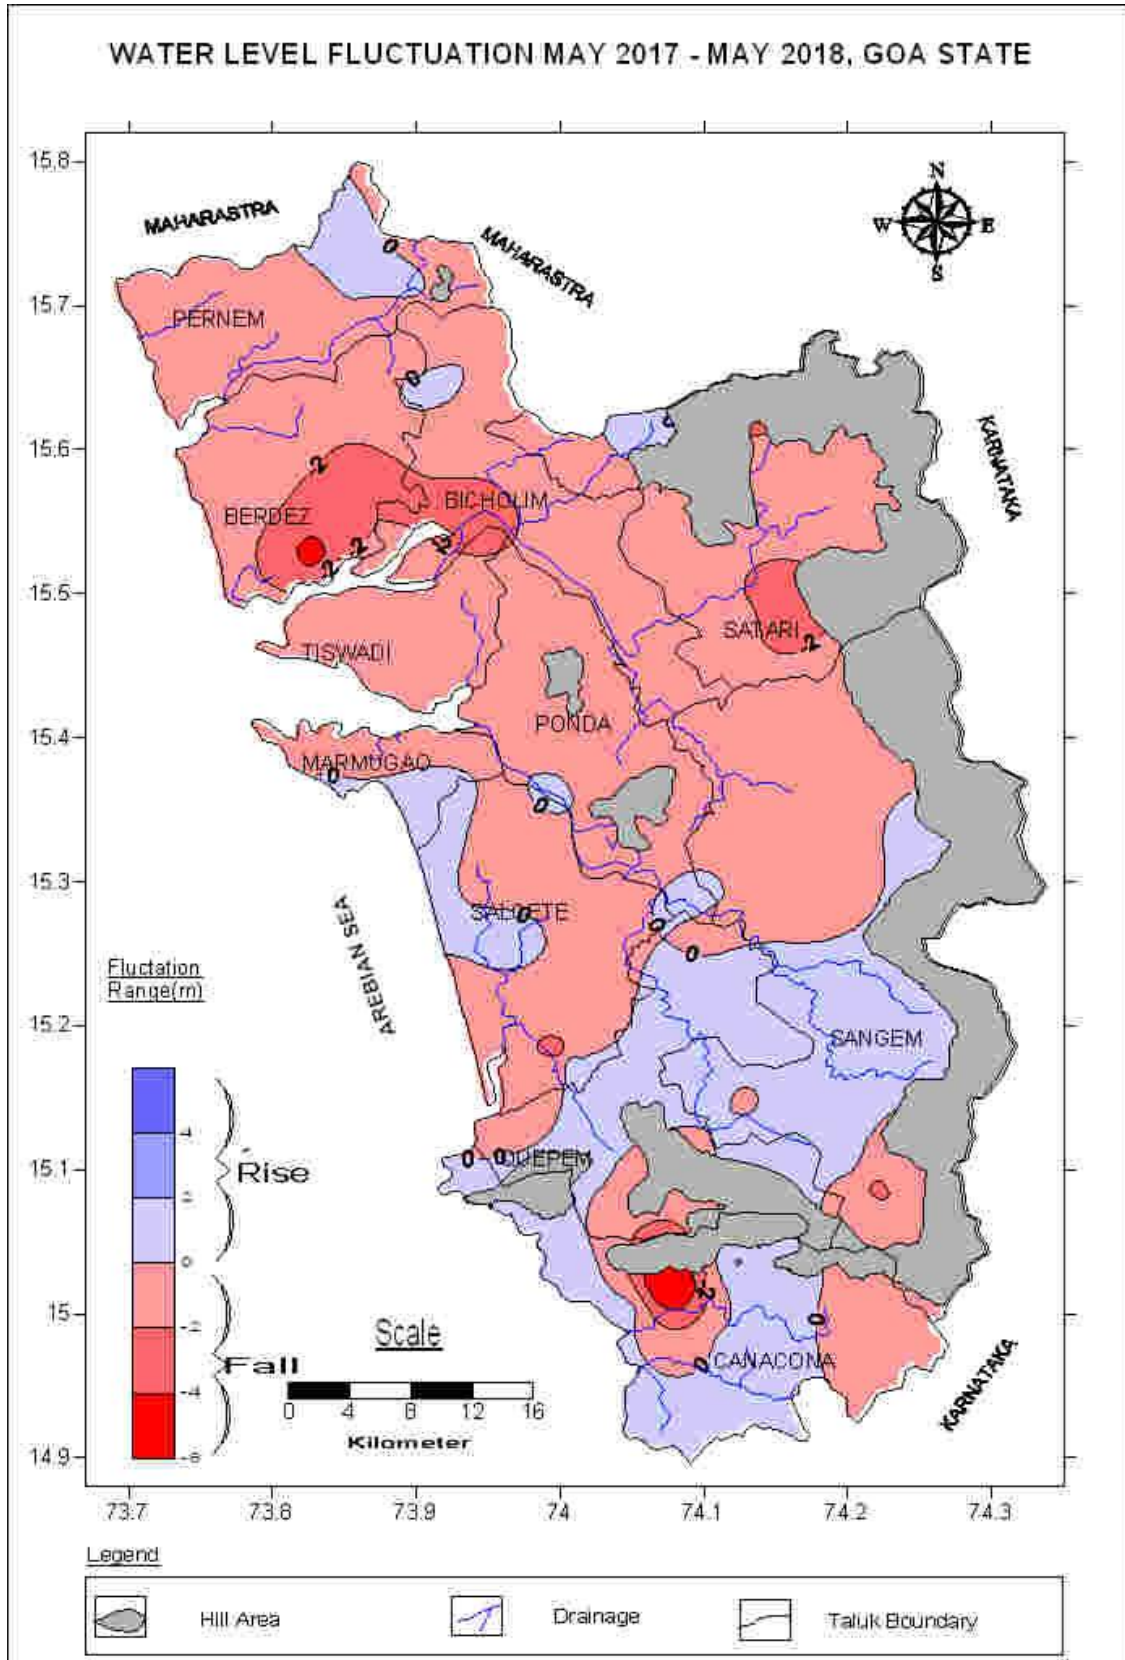 WATER LEVEL FLUCTUATION MAY 2017 - MAY 2018, GOA STATE
15.8
15.7
15.6
15.5
15.4
15.3
15.2
15.1
15
14.9
MAHARASTRA
MAHARASTRA
N
W E
S
0
PERNEM
0
KARNATAKA
-2
BICHOLIM
BERDEZ
-2
-2
SATARI
-2
TISWADI
PONDA
MARMUGAO
0
0
SALCETE
0
0
0
AREBIAN SEA
Fluctation
Range(m)
SANGEM
4
2
0
-2
-4
-6
Rise
Fall
0
0
QUEPEM
-2
0
0
CANACONA
KARNATAKA
Scale
0 4 8 12 16
Kilometer
73.7 73.8 73.9 74 74.1 74.2 74.3
Legend
Hill Area
Drainage
Taluk Boundary